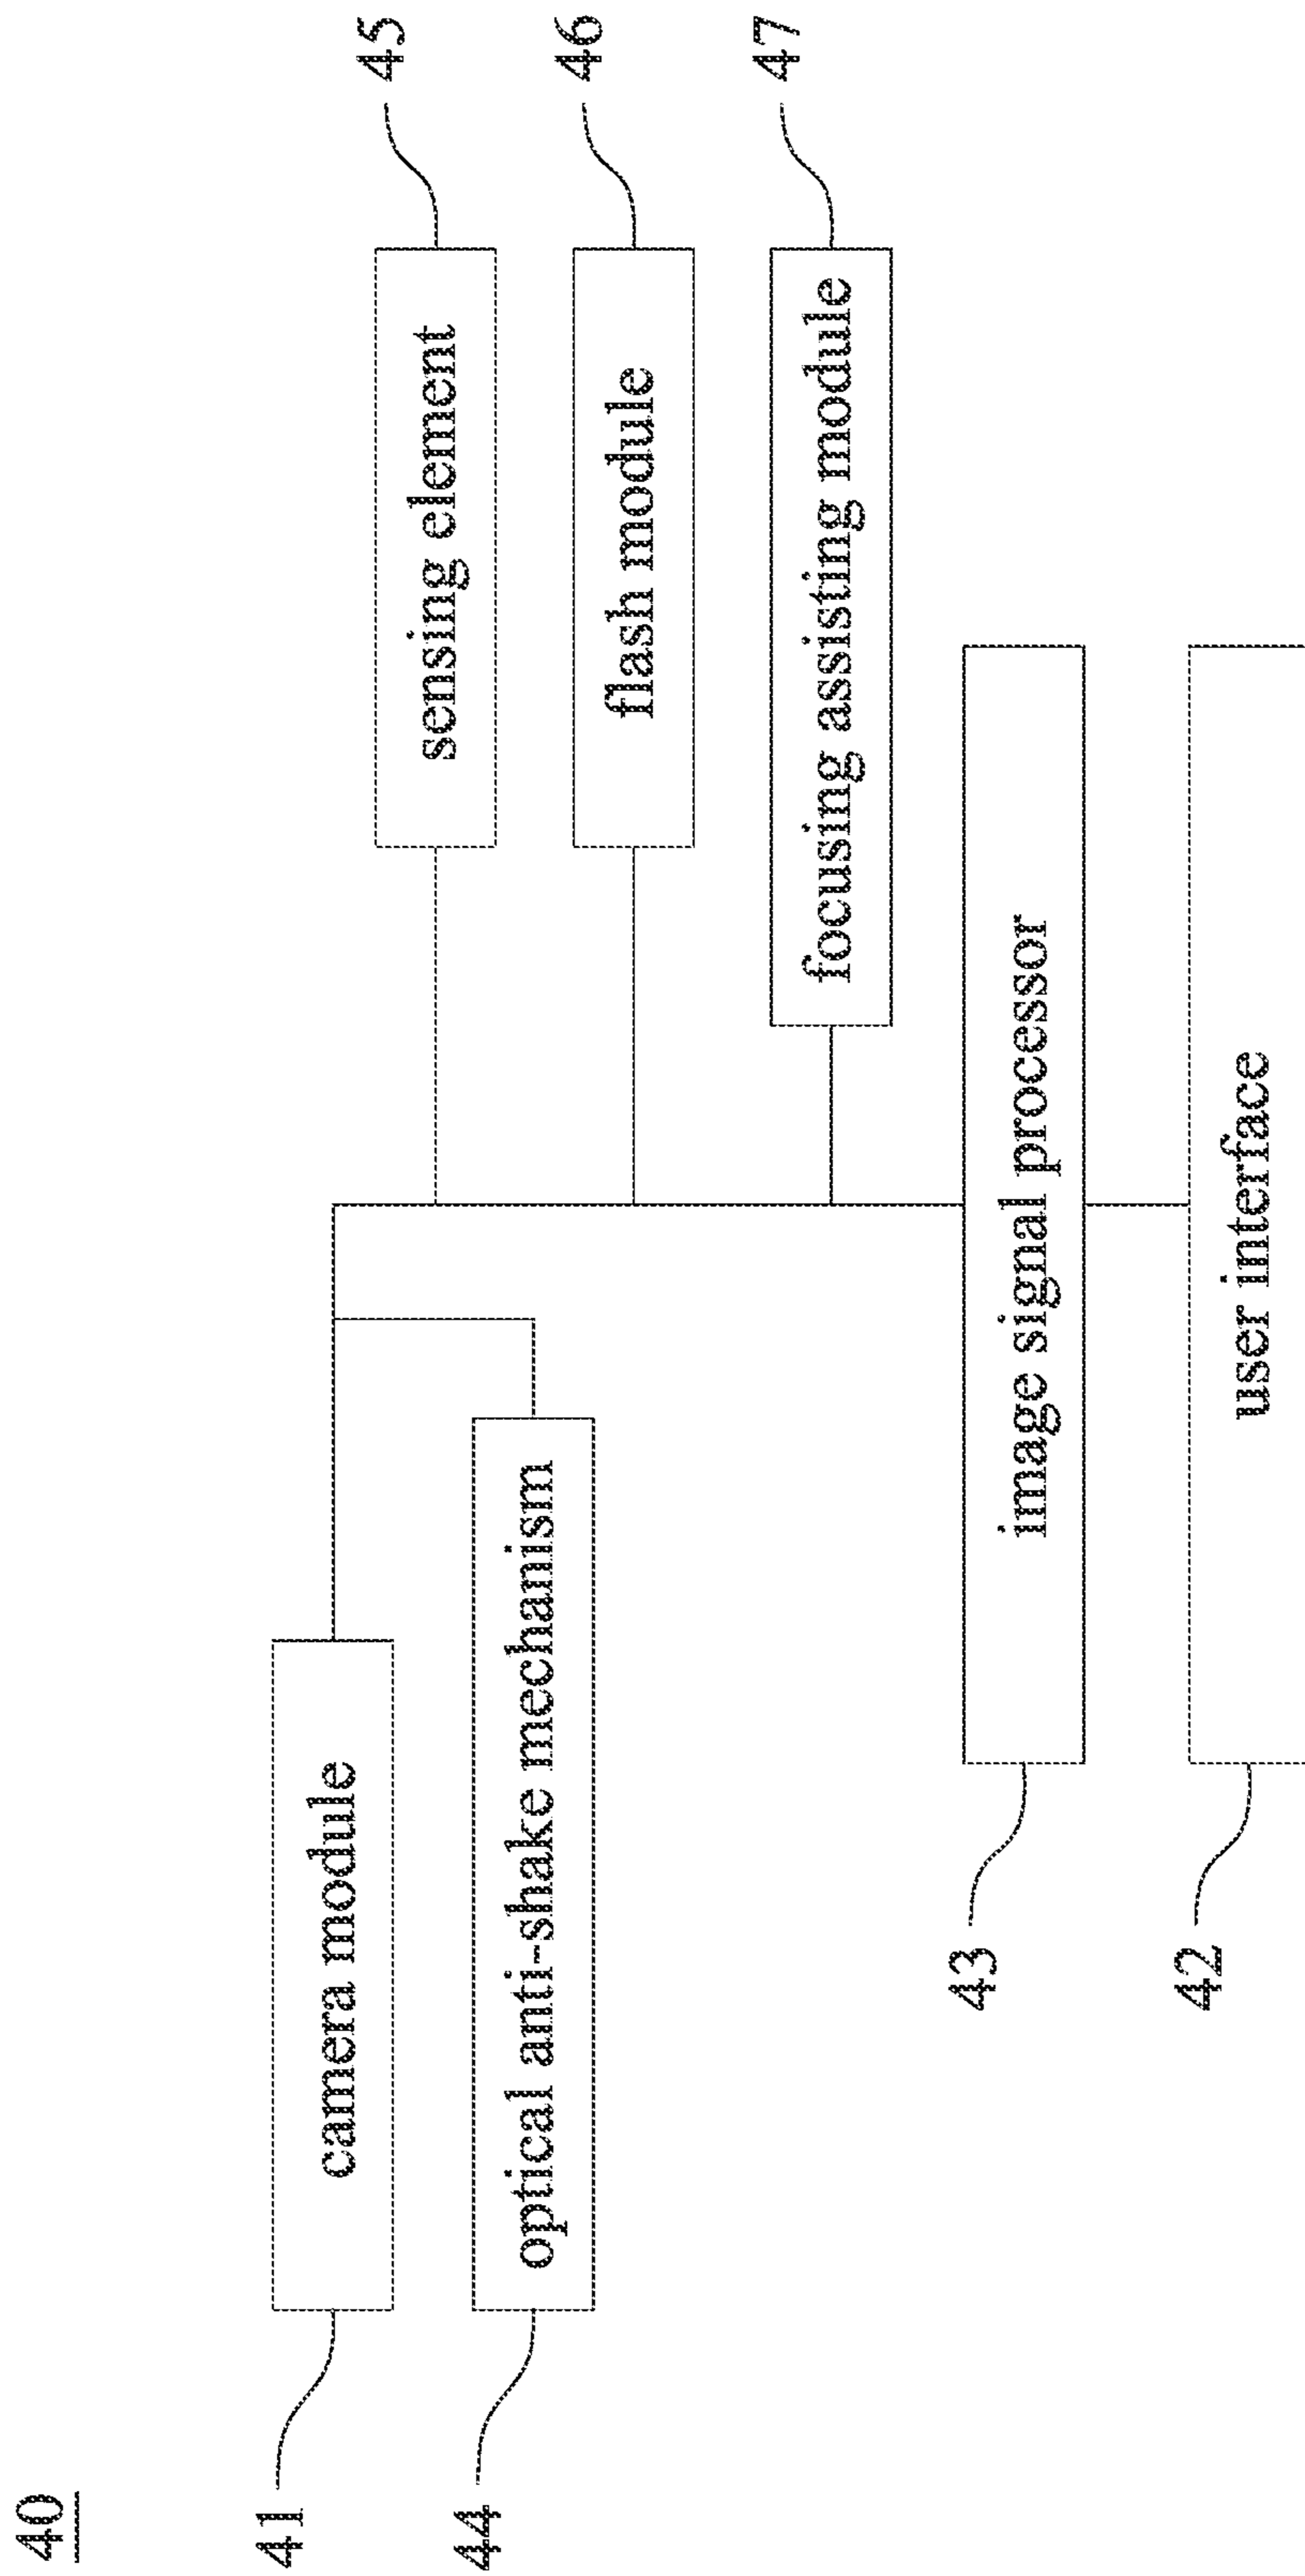 40
41
camera module
44
optical anti-shake mechanism
sensing element
45
flash module
46
focusing assisting module
47
43
image signal processor
42
user interface